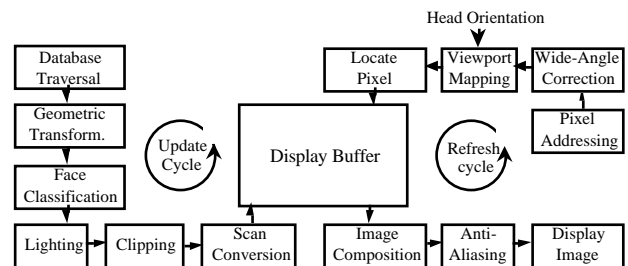 Head Orientation
Database
Traversal
Locate
Pixel
Viewport
Mapping
Wide-Angle
Correction
Geometric
Transform.
Update
Cycle
Display Buffer
Refresh
cycle
Pixel
Addressing
Face
Classification
Lighting
Clipping
Scan
Conversion
Image
Composition
Anti-
Aliasing
Display
Image